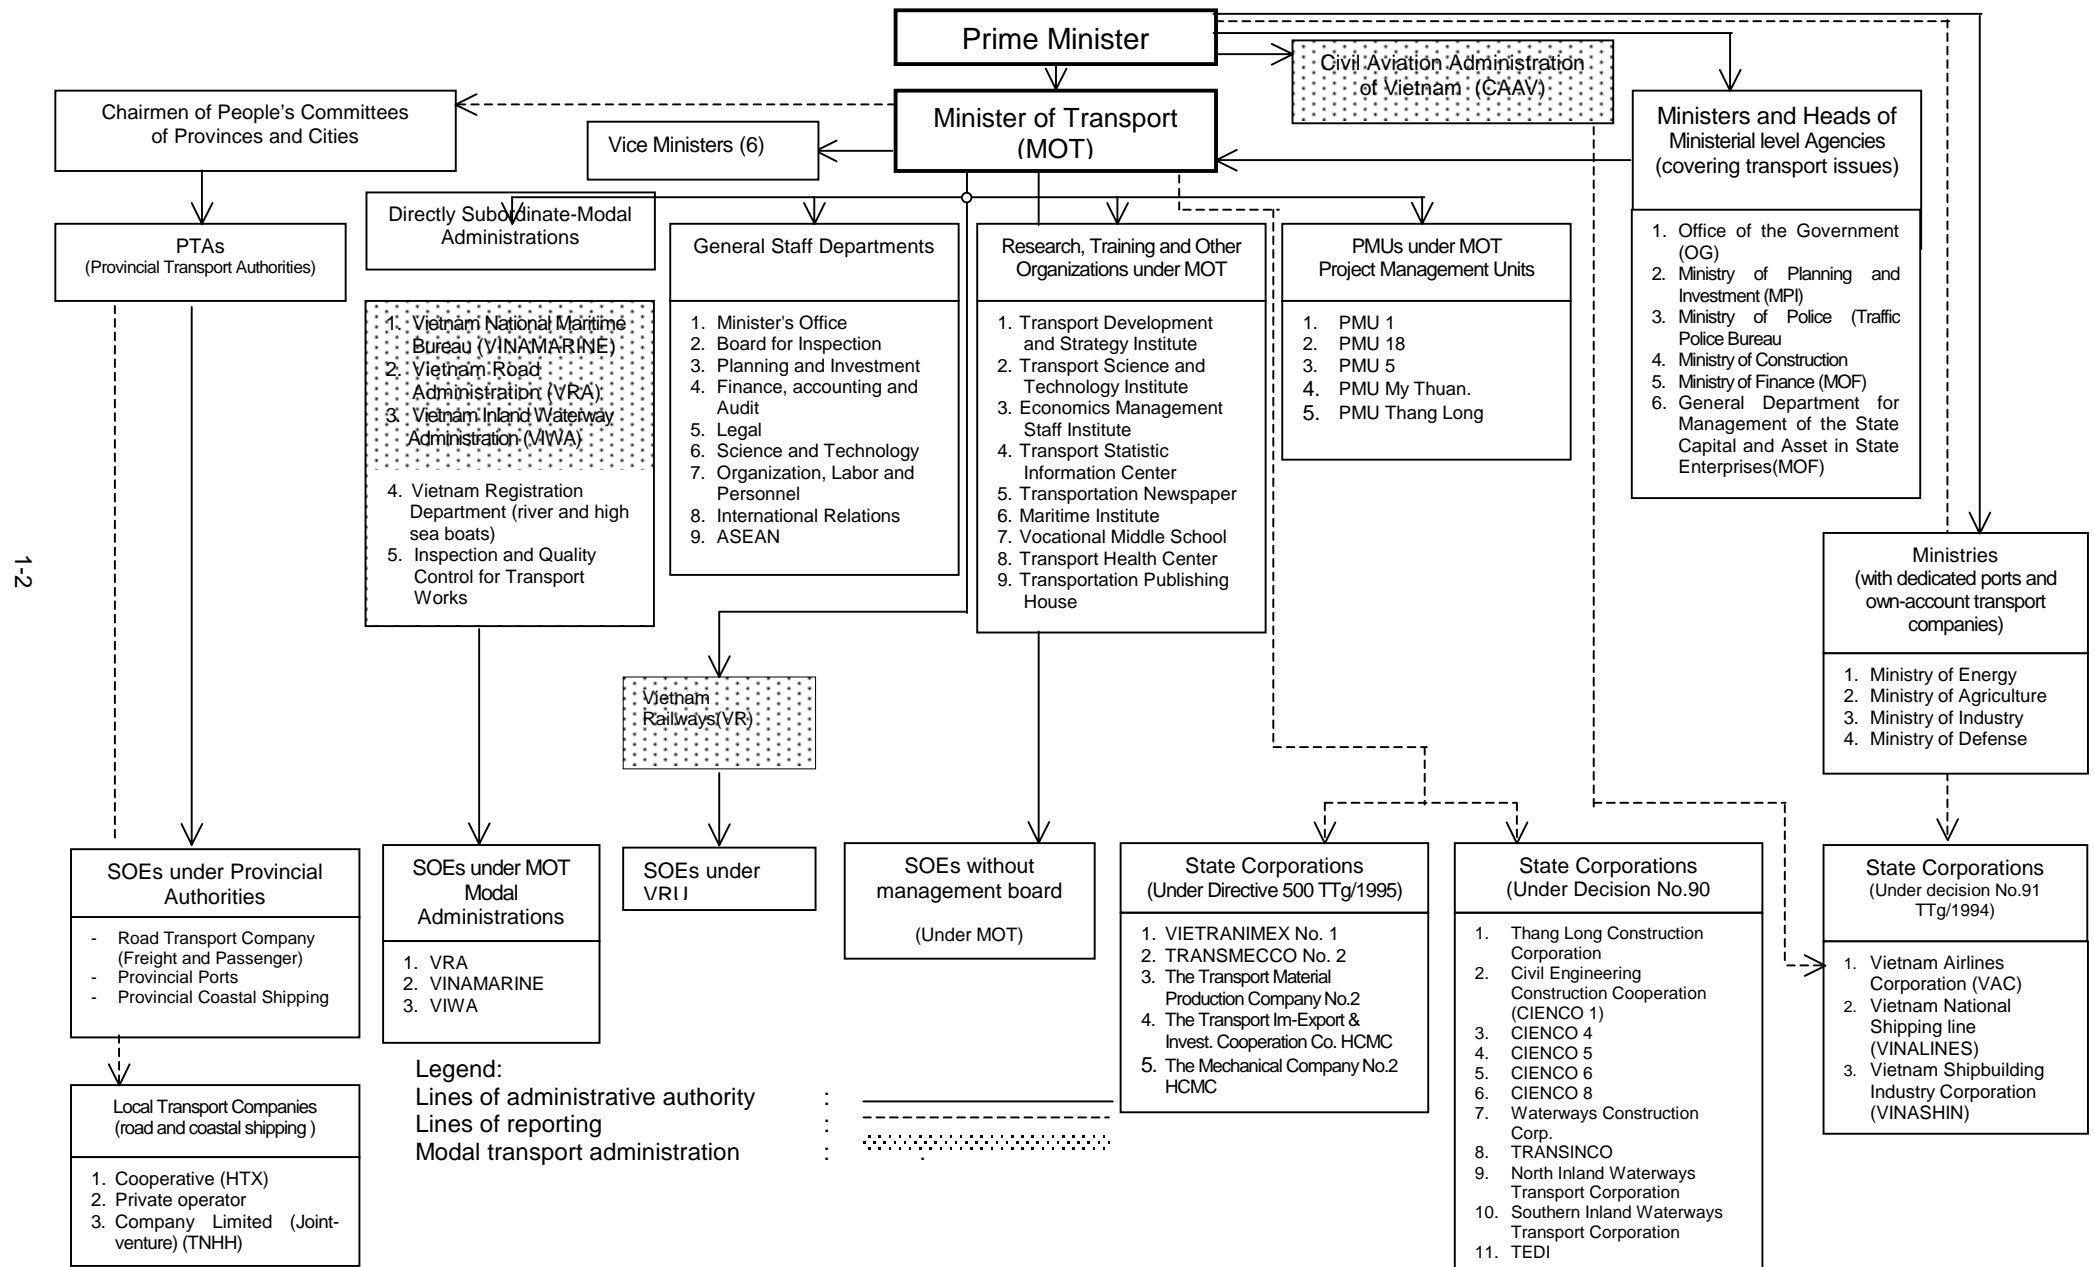 Prime Minister
Civil Aviation Administration
of Vietnam (CAAV)
Chairmen of People's Committees
of Provinces and Cities
Vice Ministers (6)
Minister of Transport
(MOT)
Ministers and Heads of
Ministerial level Agencies
(covering transport issues)
1. Office of the Government
(OG)
2. Ministry of Planning and
Investment (MPI)
3. Ministry of Police (Traffic
Police Bureau
4. Ministry of Construction
5. Ministry of Finance (MOF)
6. General Department for
Management of the State
Capital and Asset in State
Enterprises(MOF)
PTAs
(Provincial Transport Authorities)
Directly Subordinate-Modal
Administrations
1. Vietnam National Maritime
Bureau (VINAMARINE)
2. Vietnam Road
Administration (VRA)
3. Vietnam Inland Waterway
Administration (VIWA)
4. Vietnam Registration
Department (river and high
sea boats)
5. Inspection and Quality
Control for Transport
Works
General Staff Departments
1. Minister's Office
2. Board for Inspection
3. Planning and Investment
4. Finance, accounting and
Audit
5. Legal
6. Science and Technology
7. Organization, Labor and
Personnel
8. International Relations
9. ASEAN
Research, Training and Other
Organizations under MOT
1. Transport Development
and Strategy Institute
2. Transport Science and
Technology Institute
3. Economics Management
Staff Institute
4. Transport Statistic
Information Center
5. Transportation Newspaper
6. Maritime Institute
7. Vocational Middle School
8. Transport Health Center
9. Transportation Publishing
House
PMUs under MOT
Project Management Units
1. PMU 1
2. PMU 18
3. PMU 5
4. PMU My Thuan.
5. PMU Thang Long
Ministries
(with dedicated ports and
own-account transport
companies)
1. Ministry of Energy
2. Ministry of Agriculture
3. Ministry of Industry
4. Ministry of Defense
1-2
Vietnam
Railways(VR)
SOEs under Provincial
Authorities
- Road Transport Company
(Freight and Passenger)
- Provincial Ports
- Provincial Coastal Shipping
SOEs under MOT
Modal
Administrations
1. VRA
2. VINAMARINE
3. VIWA
SOEs under
VRU
SOEs without
management board
(Under MOT)
State Corporations
(Under Directive 500 TTg/1995)
1. VIETRANIMEX No. 1
2. TRANSMECCO No. 2
3. The Transport Material
Production Company No.2
4. The Transport Im-Export &
Invest. Cooperation Co. HCMC
5. The Mechanical Company No.2
HCMC
State Corporations
(Under Decision No.90
1. Thang Long Construction
Corporation
2. Civil Engineering
Construction Cooperation
(CIENCO 1)
3. CIENCO 4
4. CIENCO 5
5. CIENCO 6
6. CIENCO 8
7. Waterways Construction
Corp.
8. TRANSINCO
9. North Inland Waterways
Transport Corporation
10. Southern Inland Waterways
Transport Corporation
11. TEDI
State Corporations
(Under decision No.91
TTg/1994)
1. Vietnam Airlines
Corporation (VAC)
2. Vietnam National
Shipping line
(VINALINES)
3. Vietnam Shipbuilding
Industry Corporation
(VINASHIN)
Local Transport Companies
(road and coastal shipping )
1. Cooperative (HTX)
2. Private operator
3. Company Limited (Joint-
venture) (TNHH)
Legend:
Lines of administrative authority :
Lines of reporting :
Modal transport administration : .